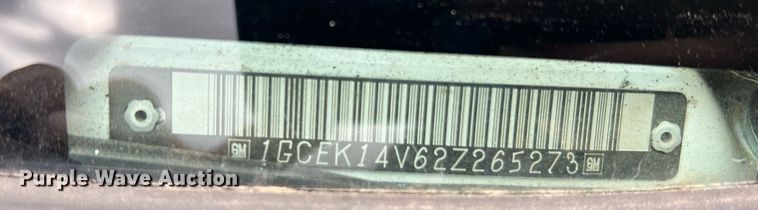 GM 1GCEK14V62Z265273 GM
Purple Wave Auction